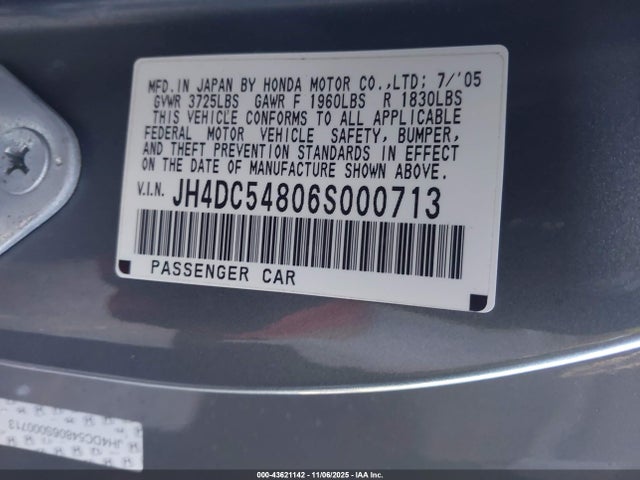 MFD. IN JAPAN BY HONDA MOTOR CO.,LTD; 7/'05
GVWR 3725LBS GAWR F 1960LBS R 1830LBS
THIS VEHICLE CONFORMS TO ALL APPLICABLE
FEDERAL MOTOR VEHICLE SAFETY, BUMPER,
AND THEFT PREVENTION STANDARDS IN EFFECT
ON THE DATE OF MANUFACTURE SHOWN ABOVE.
V.I.N. JH4DC54806S000713
PASSENGER CAR
JH4DC54806S000713
000-43621142 - 11/06/2025 - IAA Inc.